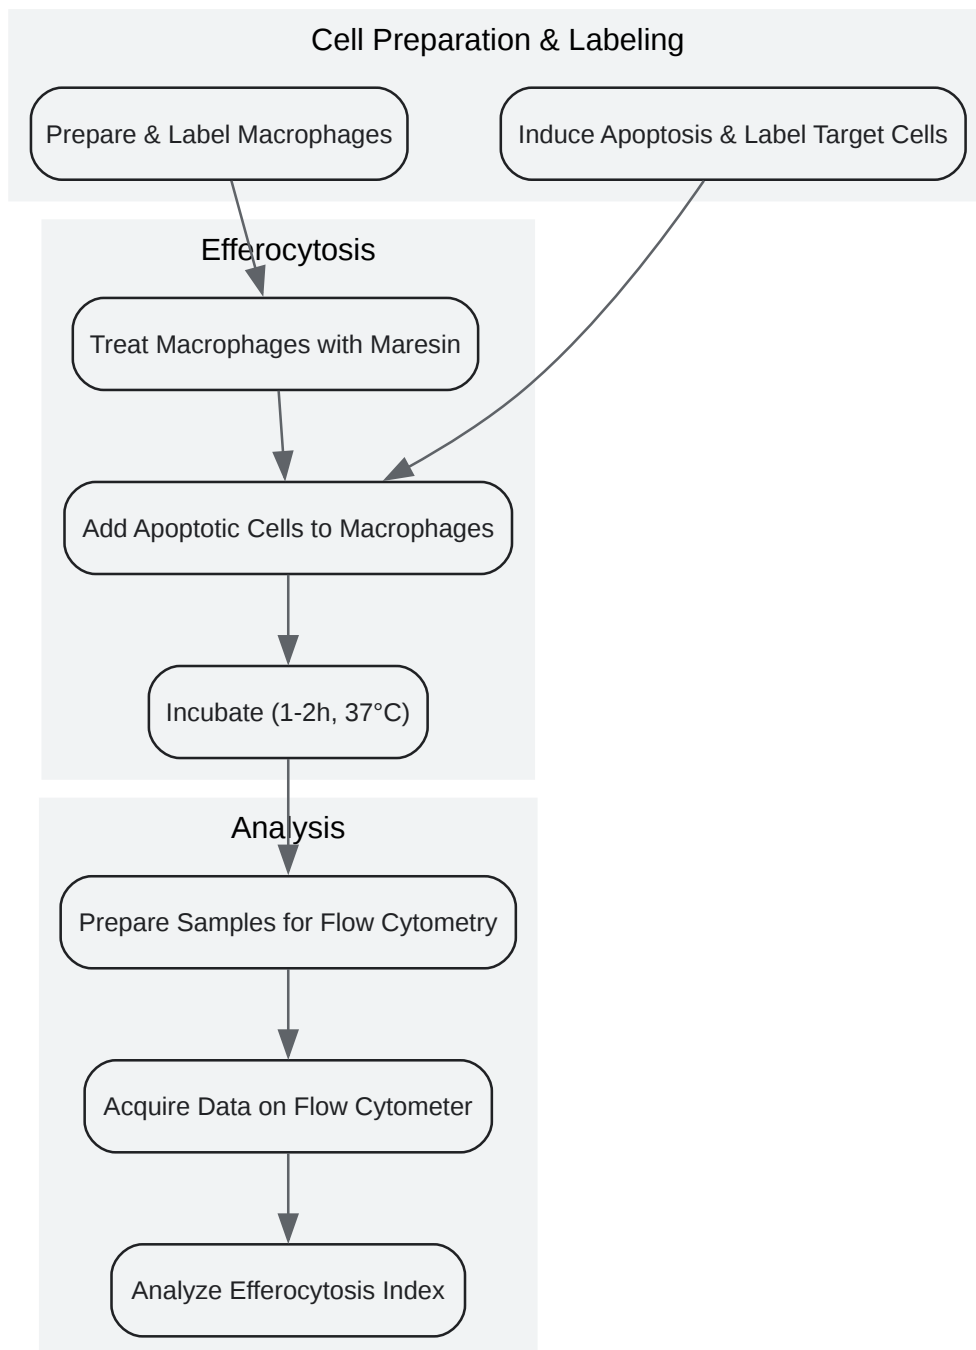 Cell Preparation & Labeling
Prepare & Label Macrophages
Induce Apoptosis & Label Target Cells
Efferocytosis
Treat Macrophages with Maresin
Add Apoptotic Cells to Macrophages
Incubate (1-2h, 37°C)
Analysis
Prepare Samples for Flow Cytometry
Acquire Data on Flow Cytometer
Analyze Efferocytosis Index